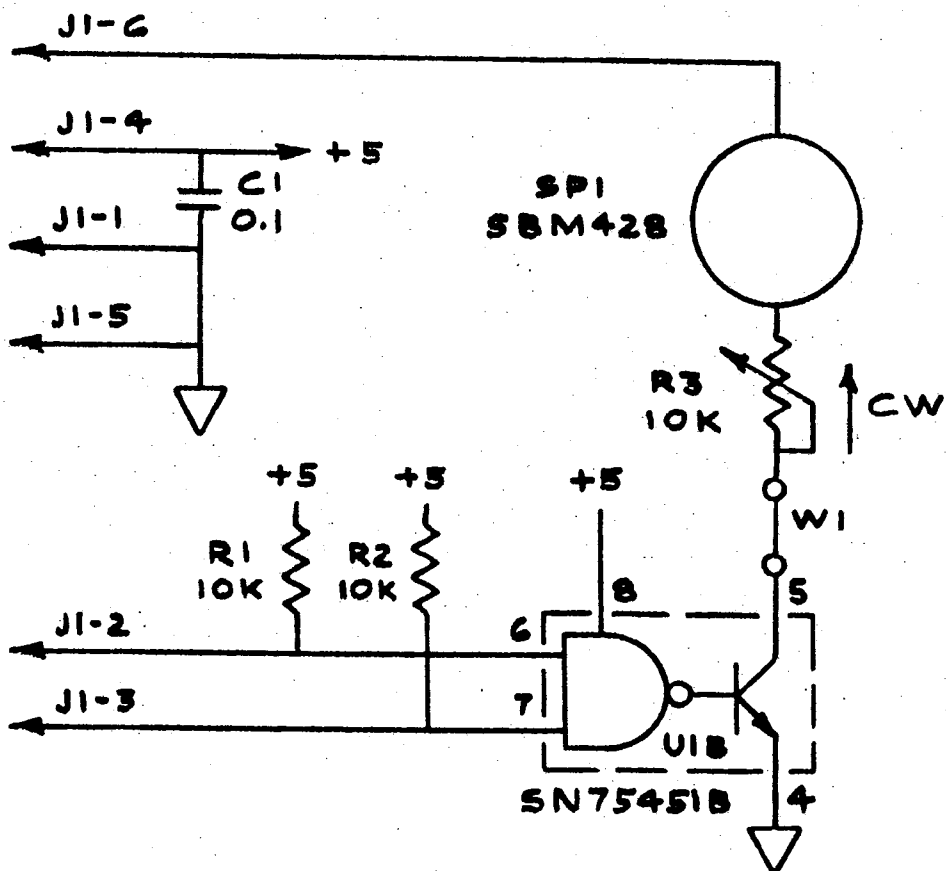 J1-6
J1-4
+5
C1
0.1
SP1
SBM428
J1-1
J1-5
R3
10K
CW
+5
+5
+5
W1
R1
10K
R2
10K
8
5
J1-2
6
J1-3
7
U1B
SN75451B
4